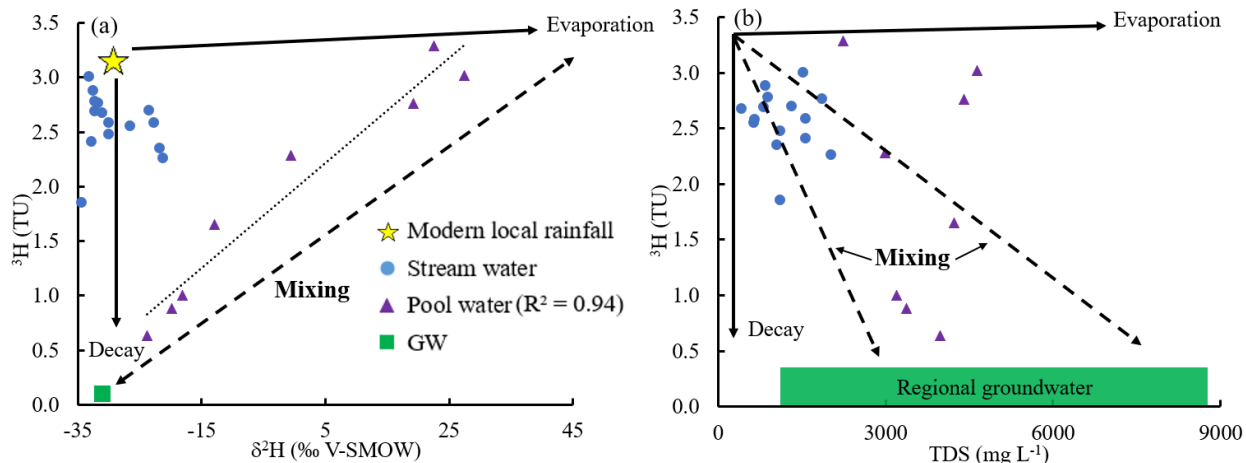 (a)
Evaporation
3.5
3.0
2.5
2.0
1.5
1.0
0.5
0.0
³H (TU)
Modern local rainfall
Stream water
Mixing
Pool water (R² = 0.94)
Decay
GW
-35
-15
5
25
45
δ²H (‰ V-SMOW)
(b)
Evaporation
3.5
3.0
2.5
2.0
1.5
1.0
0.5
0.0
³H (TU)
Mixing
Decay
Regional groundwater
0
3000
6000
9000
TDS (mg L⁻¹)